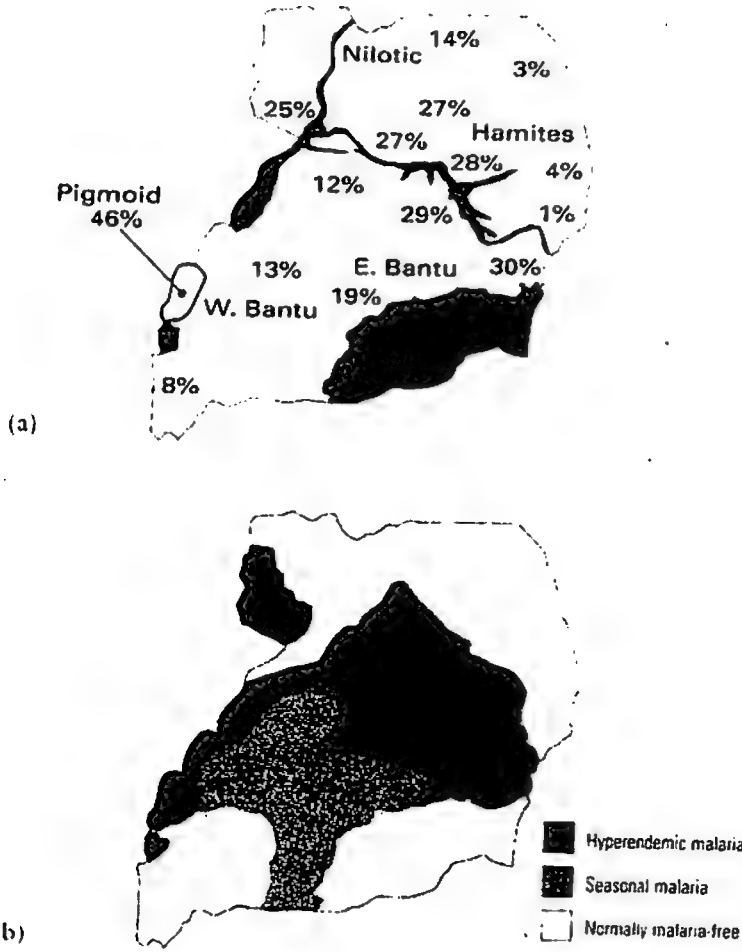 14%
Nilotic
3%
25%
27%
27%
Hamites
28%
4%
12%
Pigmoid
46%
29%
1%
13%
E. Bantu
30%
19%
W. Bantu
8%
(a)
Hyperendemic malaria
Seasonal malaria
b)
Normally malaria-free